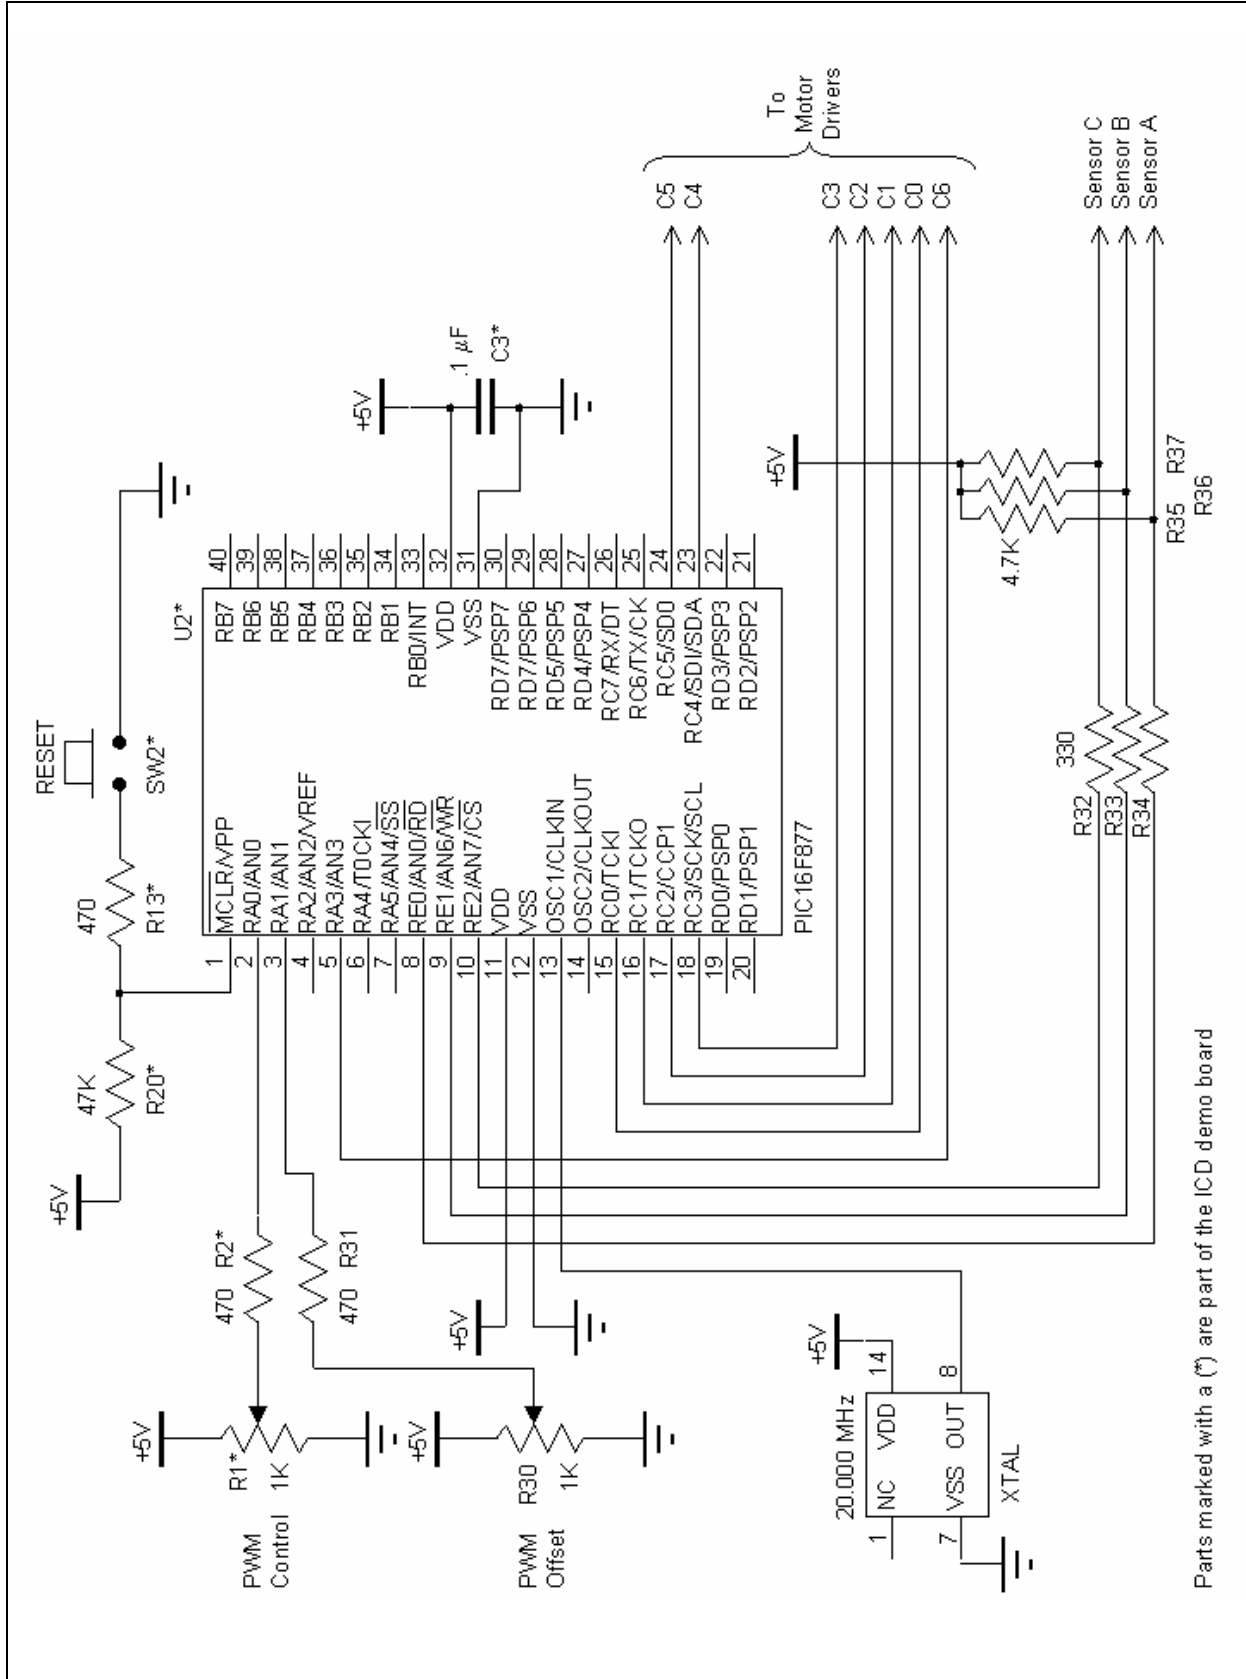 RESET
SW2*
+5V
47K
R20*
470
R13*
U2*
+5V
.1 µF
C3*
To
Motor
Drivers
C5
C4
C3
C2
C1
C0
C6
Sensor C
Sensor B
Sensor A
PWM
Control
+5V
R1*
1K
470 R2*
470 R31
PWM
Offset
+5V
R30
1K
+5V
1 MCLR/VPP
2 RA0/AN0
3 RA1/AN1
4 RA2/AN2/VREF
5 RA3/AN3
6 RA4/T0CKI
7 RA5/AN4/SS
8 RE0/AN0/RD
9 RE1/AN6/WR
10 RE2/AN7/CS
11 VDD
12 VSS
13 OSC1/CLKIN
14 OSC2/CLKOUT
15 RC0/TCKI
16 RC1/TCKO
17 RC2/CCP1
18 RC3/SCK/SCL
19 RD0/PSP0
20 RD1/PSP1
RB7 40
RB6 39
RB5 38
RB4 37
RB3 36
RB2 35
RB1 34
RB0/INT 33
VDD 32
VSS 31
RD7/PSP7 30
RD7/PSP6 29
RD5/PSP5 28
RD4/PSP4 27
RC7/RX/DT 26
RC6/TX/CK 25
RC5/SD0 24
RC4/SDI/SDA 23
RD3/PSP3 22
RD2/PSP2 21
PIC16F877
+5V
4.7K
R35
R36
R37
330
R32
R33
R34
20.000 MHz
+5V
1 NC VDD 14
7 VSS OUT 8
XTAL
Parts marked with a (*) are part of the ICD demo board